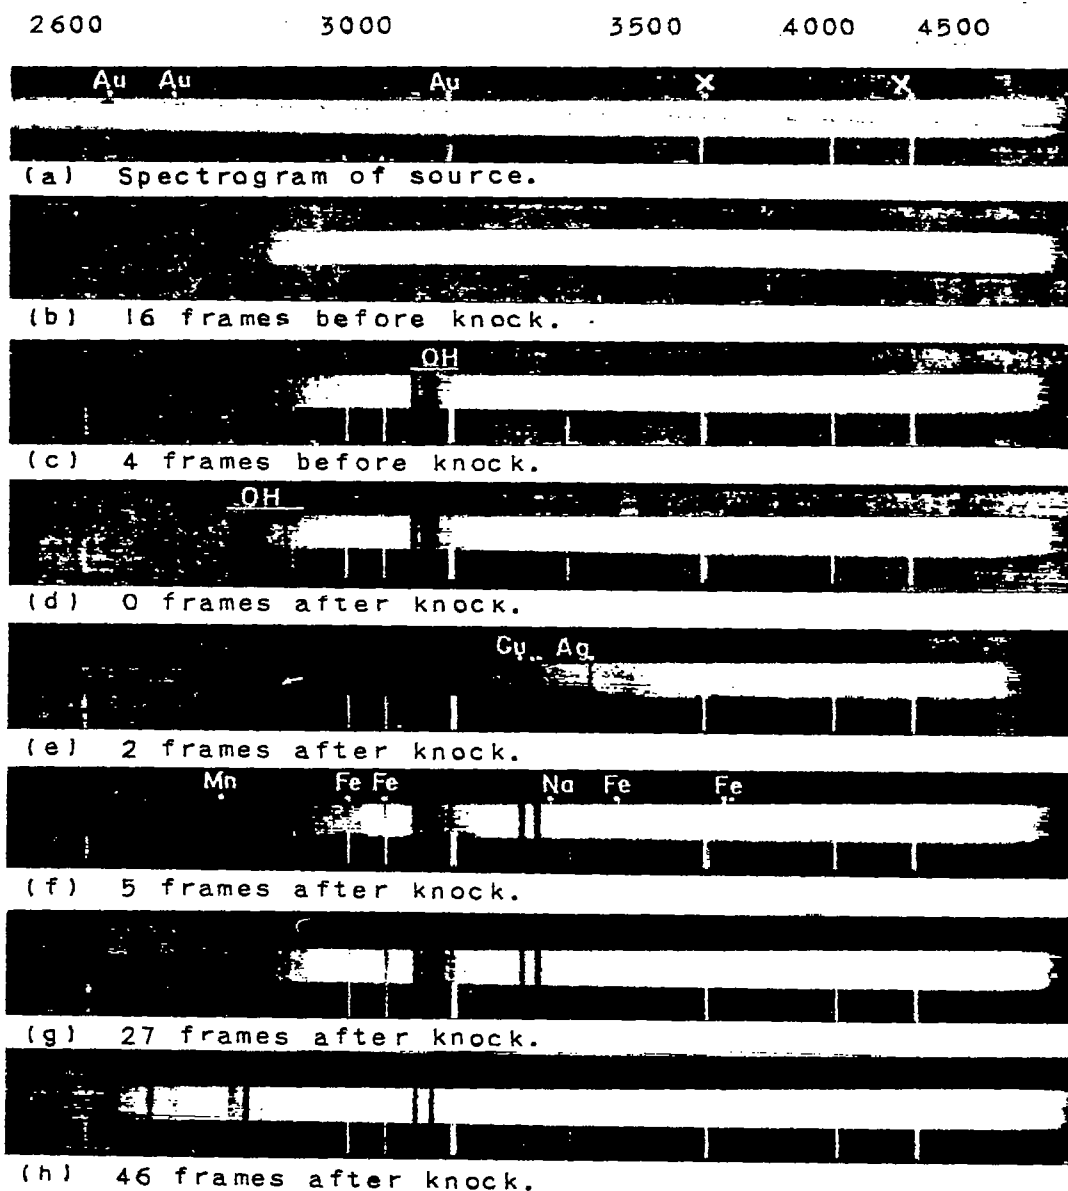 2600 3000 3500 4000 4500
Au Au Au X X
(a) Spectrogram of source.
(b) 16 frames before knock.
OH
(c) 4 frames before knock.
OH
(d) 0 frames after knock.
Cu Ag
(e) 2 frames after knock.
Mn Fe Fe Na Fe Fe
(f) 5 frames after knock.
(g) 27 frames after knock.
(h) 46 frames after knock.